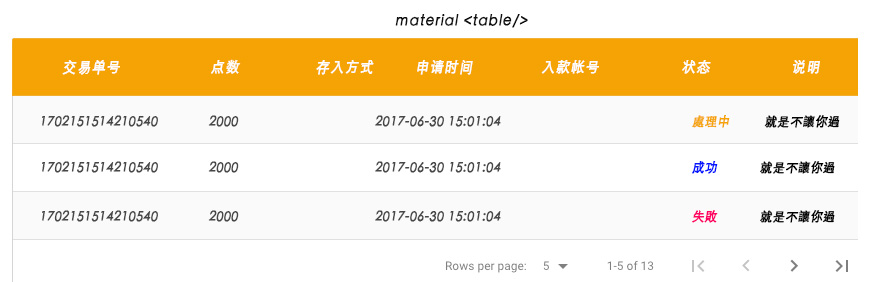 material <table/>
交易单号 点数 存入方式 申请时间 入款帐号 状态 说明
1702151514210540 2000 2017-06-30 15:01:04 處理中 就是不讓你過
1702151514210540 2000 2017-06-30 15:01:04 成功 就是不讓你過
1702151514210540 2000 2017-06-30 15:01:04 失敗 就是不讓你過
Rows per page: 5 1-5 of 13